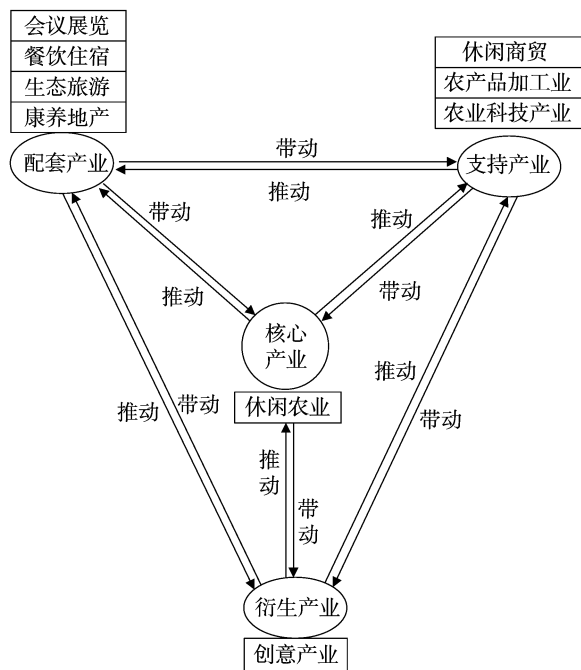 会议展览
餐饮住宿
生态旅游
康养地产
配套产业
休闲商贸
农产品加工业
农业科技产业
支持产业
带动
推动
带动
推动
推动
带动
核心
产业
休闲农业
推动
带动
推动
带动
推动
带动
衍生产业
创意产业